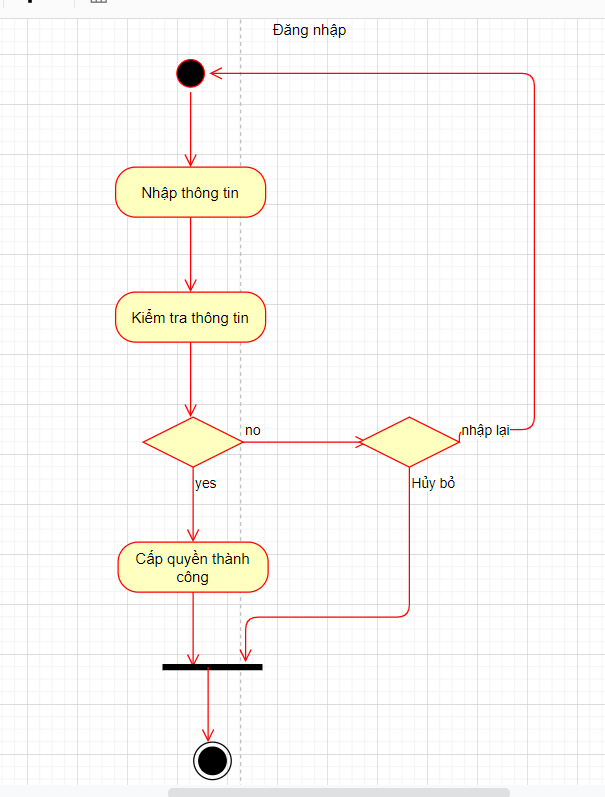 Đăng nhập
Nhập thông tin
Kiểm tra thông tin
no
nhập lại
yes
Hủy bỏ
Cấp quyền thành
công